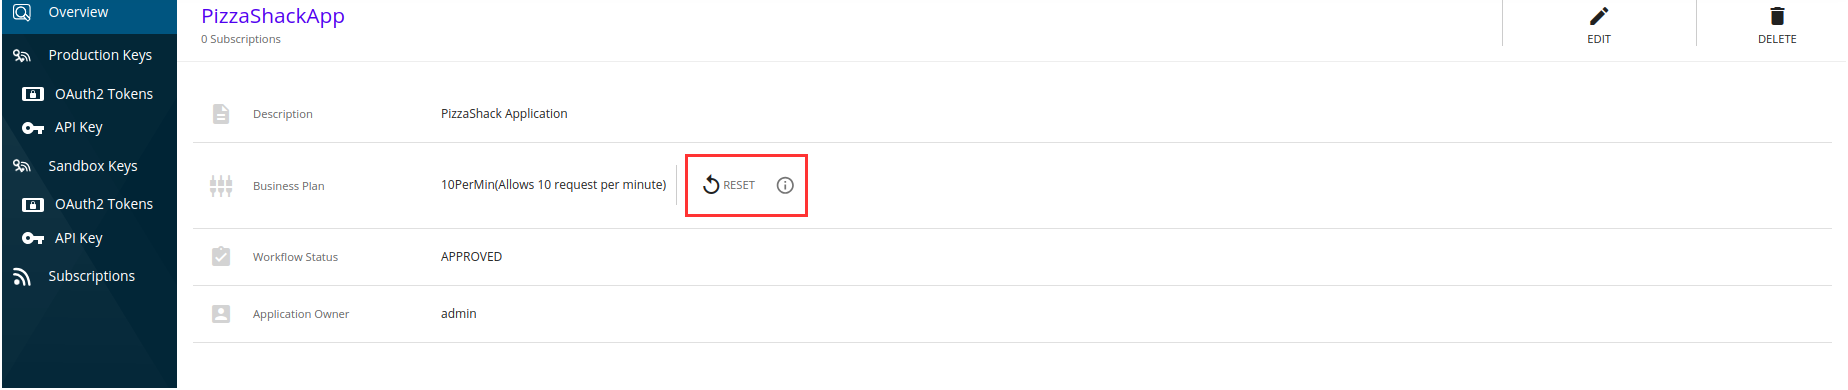 Overview
Production Keys
OAuth2 Tokens
API Key
Sandbox Keys
OAuth2 Tokens
API Key
Subscriptions
PizzaShackApp
0 Subscriptions
EDIT
DELETE
Description
PizzaShack Application
Business Plan
10PerMin(Allows 10 request per minute)
RESET
Workflow Status
APPROVED
Application Owner
admin